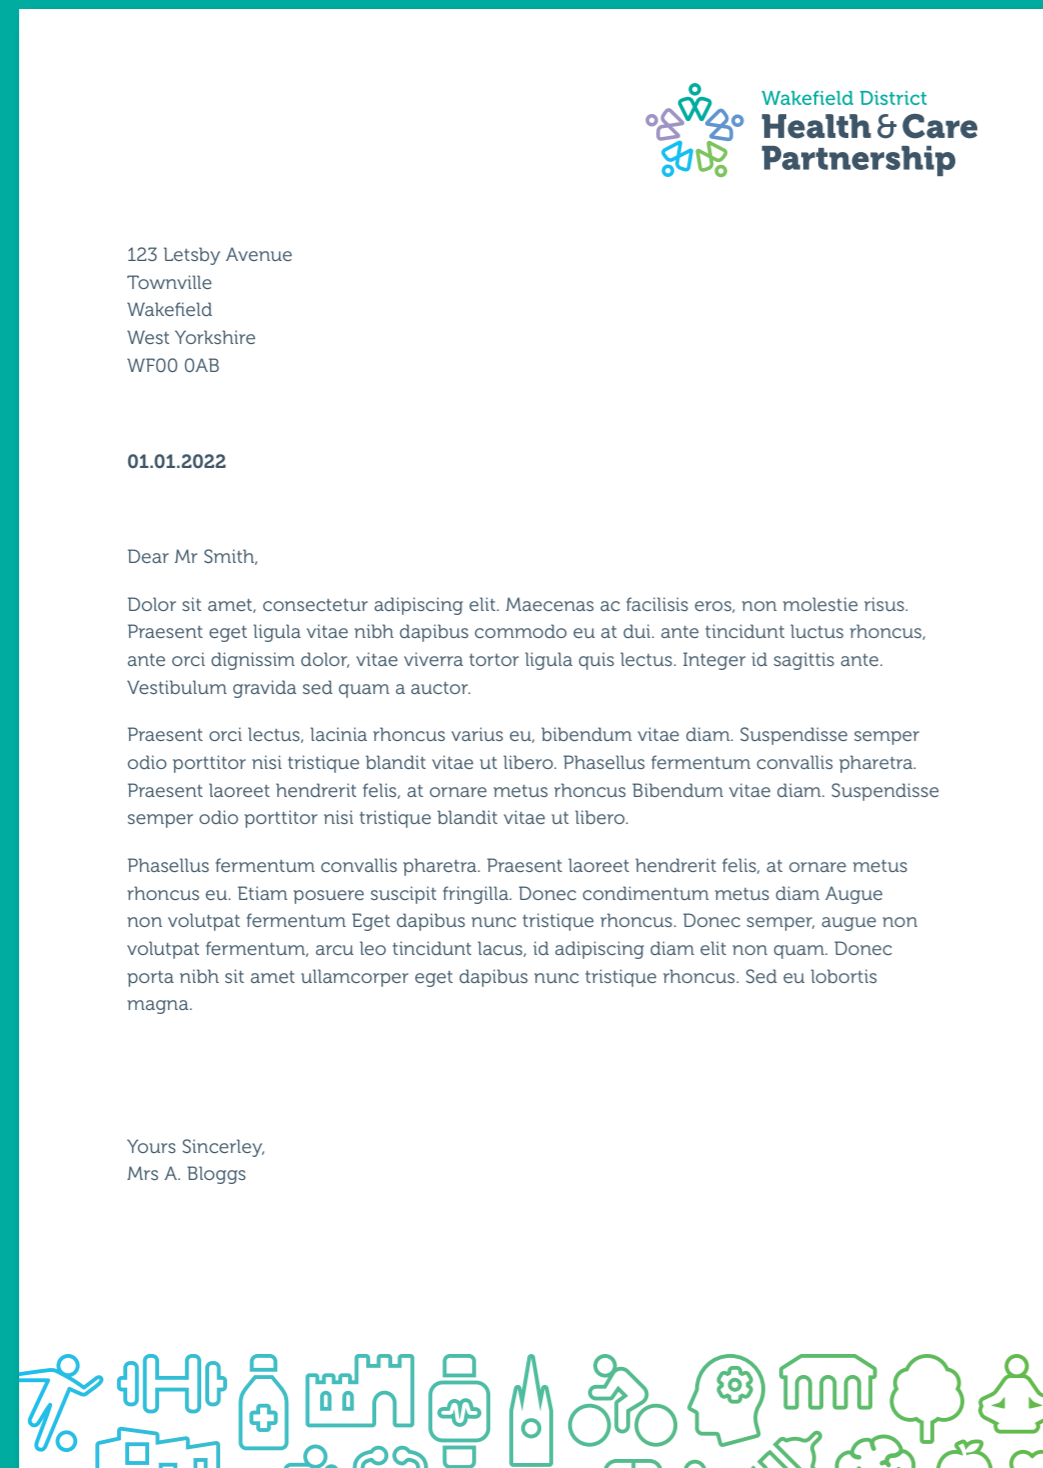 Wakefield District
Health & Care
Partnership
123 Letsby Avenue
Townville
Wakefield
West Yorkshire
WF00 0AB
01.01.2022
Dear Mr Smith,
Dolor sit amet, consectetur adipiscing elit. Maecenas ac facilisis eros, non molestie risus.
Praesent eget ligula vitae nibh dapibus commodo eu at dui. ante tincidunt luctus rhoncus,
ante orci dignissim dolor, vitae viverra tortor ligula quis lectus. Integer id sagittis ante.
Vestibulum gravida sed quam a auctor.
Praesent orci lectus, lacinia rhoncus varius eu, bibendum vitae diam. Suspendisse semper
odio porttitor nisi tristique blandit vitae ut libero. Phasellus fermentum convallis pharetra.
Praesent laoreet hendrerit felis, at ornare metus rhoncus Bibendum vitae diam. Suspendisse
semper odio porttitor nisi tristique blandit vitae ut libero.
Phasellus fermentum convallis pharetra. Praesent laoreet hendrerit felis, at ornare metus
rhoncus eu. Etiam posuere suscipit fringilla. Donec condimentum metus diam Augue
non volutpat fermentum Eget dapibus nunc tristique rhoncus. Donec semper, augue non
volutpat fermentum, arcu leo tincidunt lacus, id adipiscing diam elit non quam. Donec
porta nibh sit amet ullamcorper eget dapibus nunc tristique rhoncus. Sed eu lobortis
magna.
Yours Sincerley,
Mrs A. Bloggs